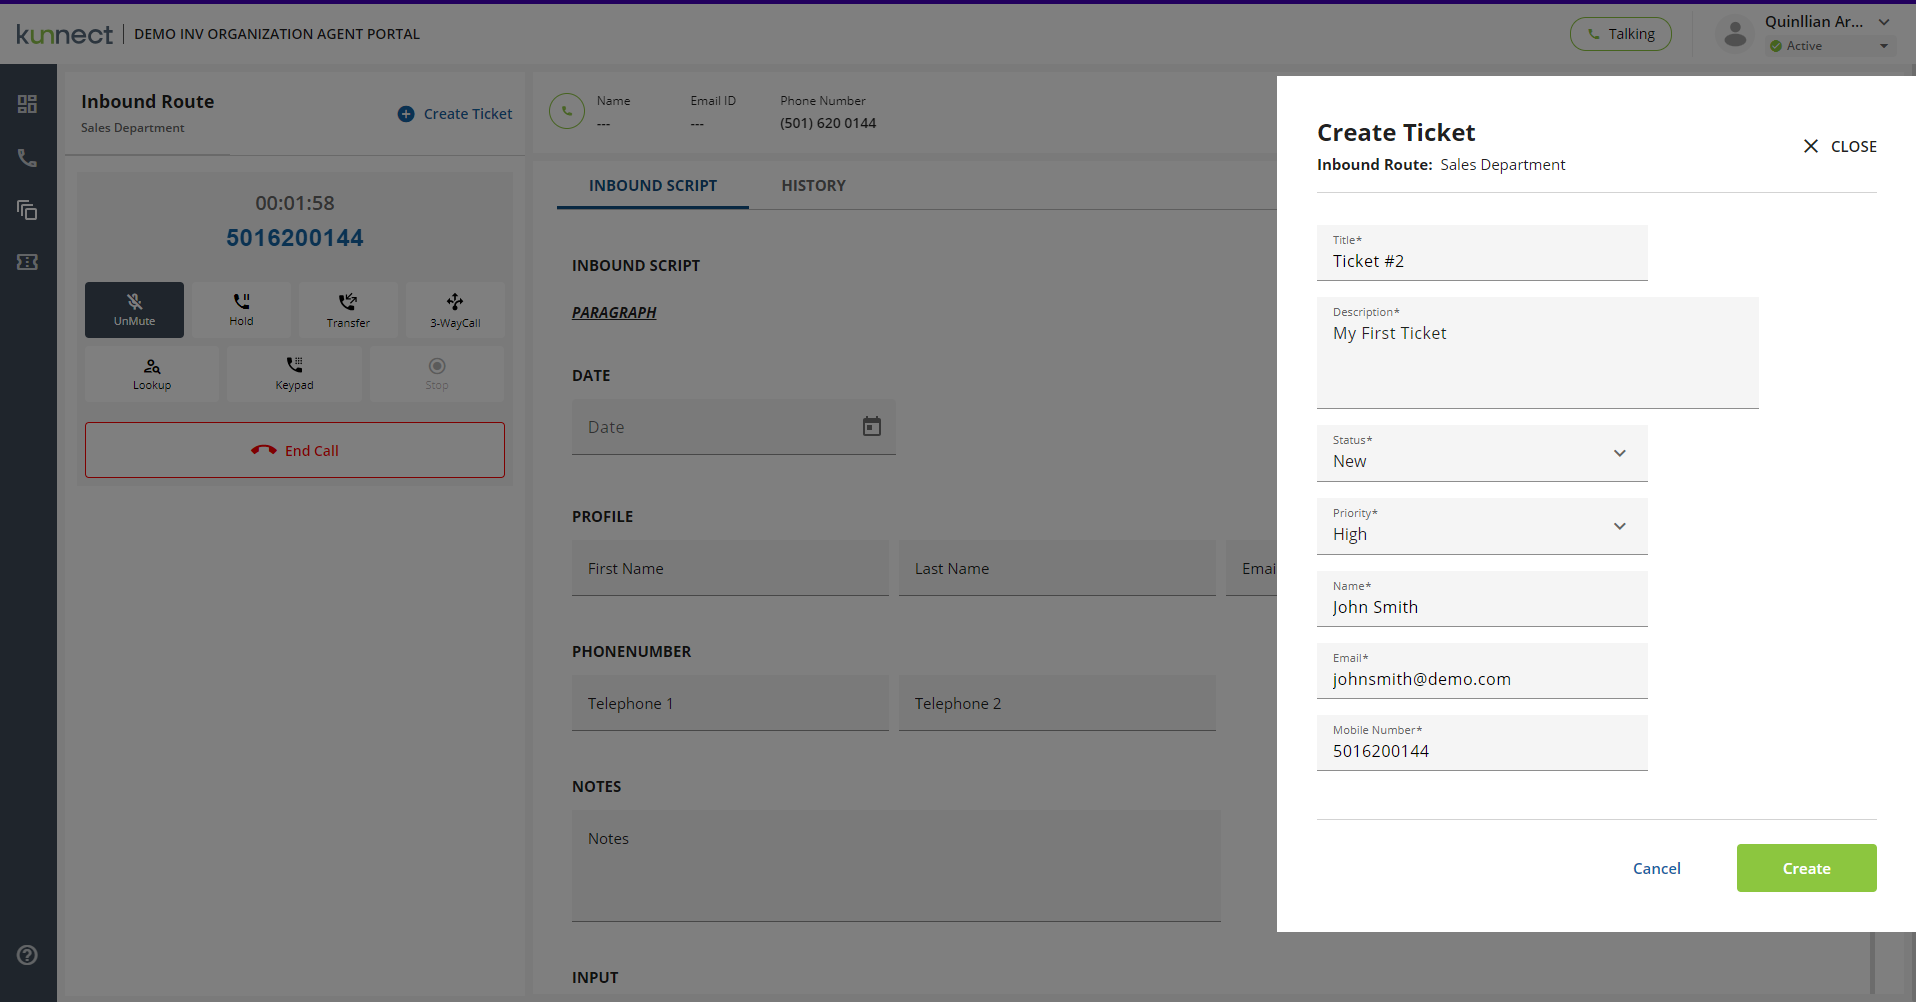 kunnect DEMO INV ORGANIZATION AGENT PORTAL
Talking
Quinllian Ar...
Active
Inbound Route
Sales Department
Create Ticket
00:01:58
5016200144
UnMute
Hold
Transfer
3-WayCall
Lookup
Keypad
Stop
End Call
Name
---
Email ID
---
Phone Number
(501) 620 0144
INBOUND SCRIPT
HISTORY
INBOUND SCRIPT
PARAGRAPH
DATE
Date
PROFILE
First Name
Last Name
Emai
PHONENUMBER
Telephone 1
Telephone 2
NOTES
Notes
INPUT
Create Ticket
Inbound Route: Sales Department
CLOSE
Title*
Ticket #2
Description*
My First Ticket
Status*
New
Priority*
High
Name*
John Smith
Email*
johnsmith@demo.com
Mobile Number*
5016200144
Cancel
Create